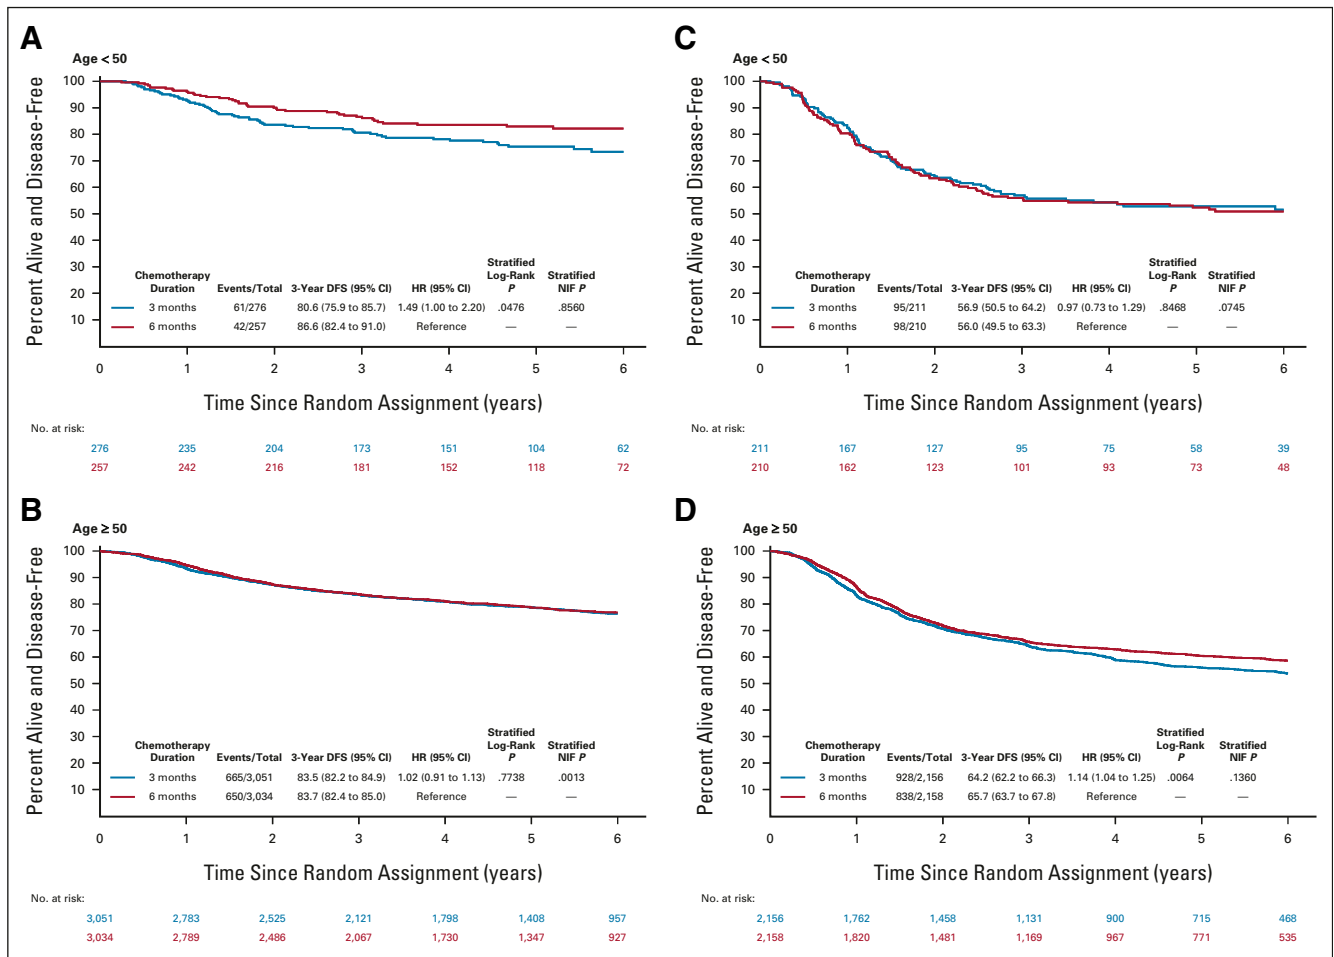 A
Age < 50
Percent Alive and Disease-Free
100
90
80
70
60
50
40
30
20
10
Chemotherapy Duration Events/Total 3-Year DFS (95% CI) HR (95% CI) Stratified Log-Rank P Stratified NIF P
3 months 61/276 80.6 (75.9 to 85.7) 1.49 (1.00 to 2.20) .0476 .8560
6 months 42/257 86.6 (82.4 to 91.0) Reference — —
0 1 2 3 4 5 6
Time Since Random Assignment (years)
No. at risk:
276 235 204 173 151 104 62
257 242 216 181 152 118 72
B
Age ≥ 50
Percent Alive and Disease-Free
100
90
80
70
60
50
40
30
20
10
Chemotherapy Duration Events/Total 3-Year DFS (95% CI) HR (95% CI) Stratified Log-Rank P Stratified NIF P
3 months 665/3,051 83.5 (82.2 to 84.9) 1.02 (0.91 to 1.13) .7738 .0013
6 months 650/3,034 83.7 (82.4 to 85.0) Reference — —
0 1 2 3 4 5 6
Time Since Random Assignment (years)
No. at risk:
3,051 2,783 2,525 2,121 1,798 1,408 957
3,034 2,789 2,486 2,067 1,730 1,347 927
C
Age < 50
Percent Alive and Disease-Free
100
90
80
70
60
50
40
30
20
10
Chemotherapy Duration Events/Total 3-Year DFS (95% CI) HR (95% CI) Stratified Log-Rank P Stratified NIF P
3 months 95/211 56.9 (50.5 to 64.2) 0.97 (0.73 to 1.29) .8468 .0745
6 months 98/210 56.0 (49.5 to 63.3) Reference — —
0 1 2 3 4 5 6
Time Since Random Assignment (years)
No. at risk:
211 167 127 95 75 58 39
210 162 123 101 93 73 48
D
Age ≥ 50
Percent Alive and Disease-Free
100
90
80
70
60
50
40
30
20
10
Chemotherapy Duration Events/Total 3-Year DFS (95% CI) HR (95% CI) Stratified Log-Rank P Stratified NIF P
3 months 928/2,156 64.2 (62.2 to 66.3) 1.14 (1.04 to 1.25) .0064 .1360
6 months 838/2,158 65.7 (63.7 to 67.8) Reference — —
0 1 2 3 4 5 6
Time Since Random Assignment (years)
No. at risk:
2,156 1,762 1,458 1,131 900 715 468
2,158 1,820 1,481 1,169 967 771 535